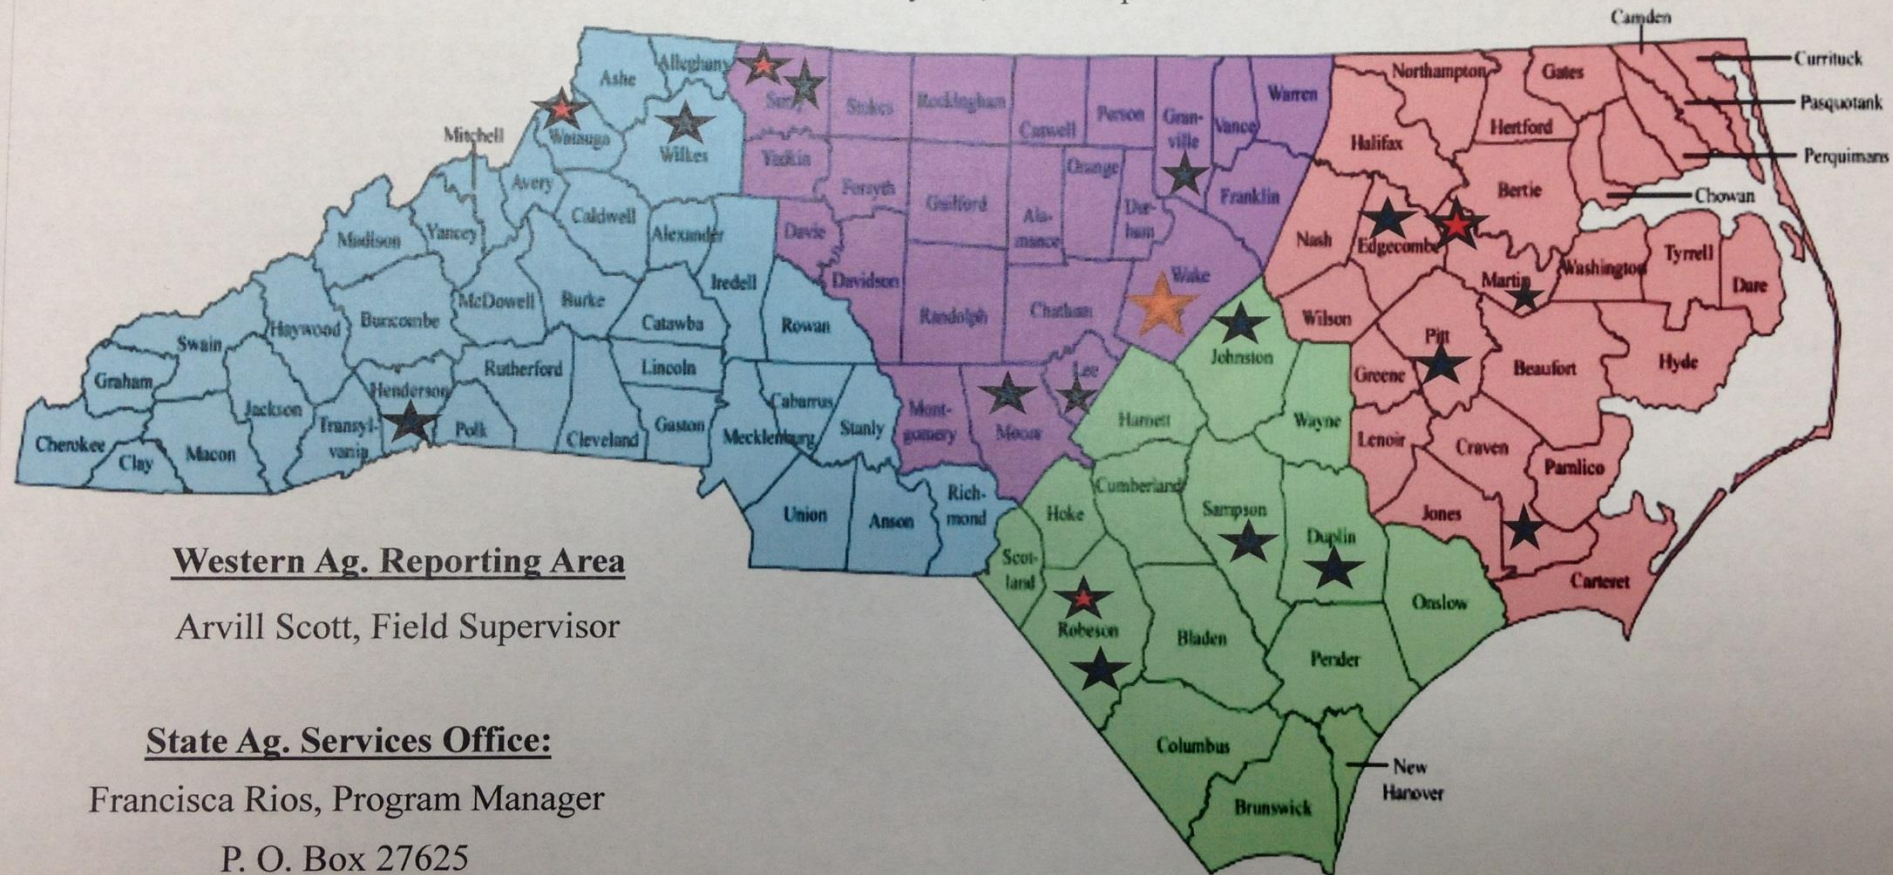 Camden
Currituck
Pasquotank
Perquimans
Chowan
Ashe
Alleghany
Surry
Stokes
Rockingham
Caswell
Person
Gran-
ville
Vance
Warren
Northampton
Gates
Hertford
Halifax
Bertie
Mitchell
Watauga
Wilkes
Yadkin
Forsyth
Guilford
Ala-
mance
Orange
Dur-
ham
Franklin
Nash
Edgecombe
Martin
Washington
Tyrrell
Dare
Avery
Caldwell
Alexander
Davie
Iredell
Davidson
Randolph
Chatham
Wake
Wilson
Pitt
Beaufort
Hyde
Madison
Yancey
McDowell
Burke
Catawba
Rowan
Johnston
Greene
Swain
Haywood
Buncombe
Rutherford
Lincoln
Cabarrus
Stanly
Mont-
gomery
Moore
Lee
Harnett
Wayne
Lenoir
Craven
Pamlico
Graham
Jackson
Henderson
Transyl-
vania
Polk
Cleveland
Gaston
Mecklenburg
Cherokee
Clay
Macon
Union
Anson
Rich-
mond
Hoke
Cumberland
Sampson
Duplin
Jones
Carteret
Scot-
land
Robeson
Bladen
Pender
Onslow
Columbus
Brunswick
New
Hanover
Western Ag. Reporting Area
Arvill Scott, Field Supervisor
State Ag. Services Office:
Francisca Rios, Program Manager
P. O. Box 27625